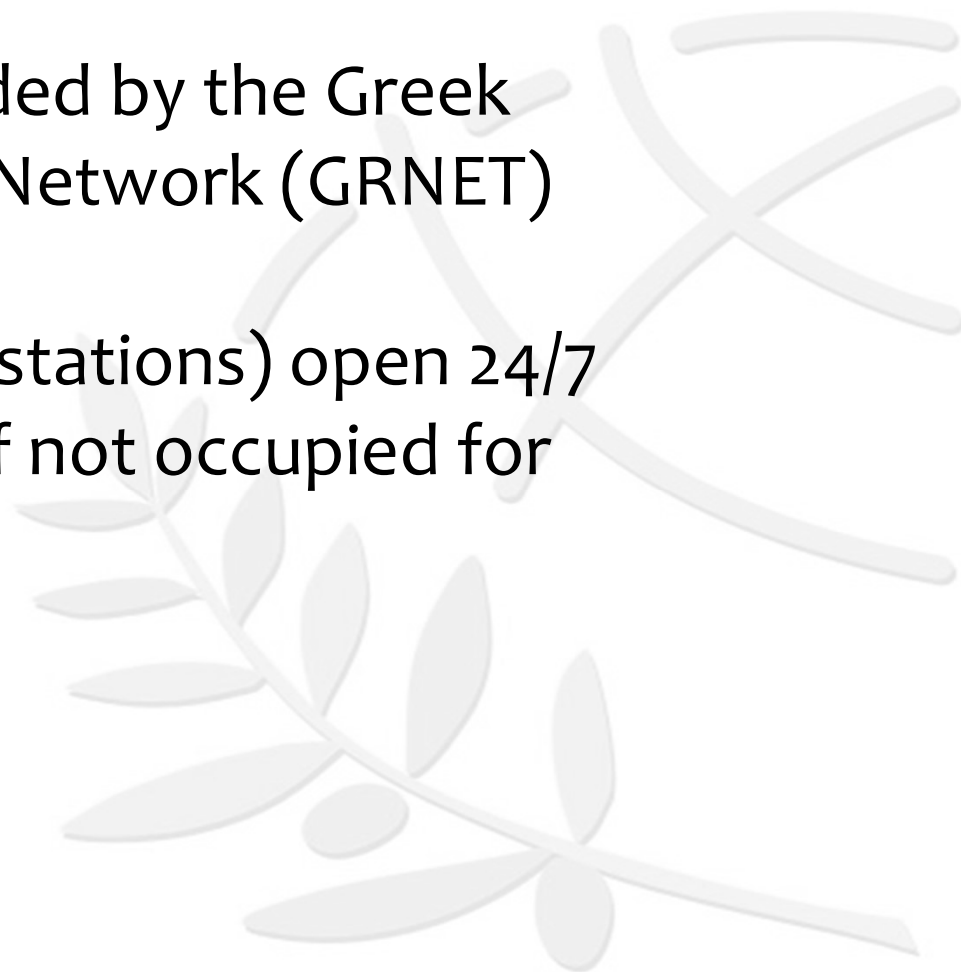 ded by the Greek
Network (GRNET)
stations) open 24/7
f not occupied for